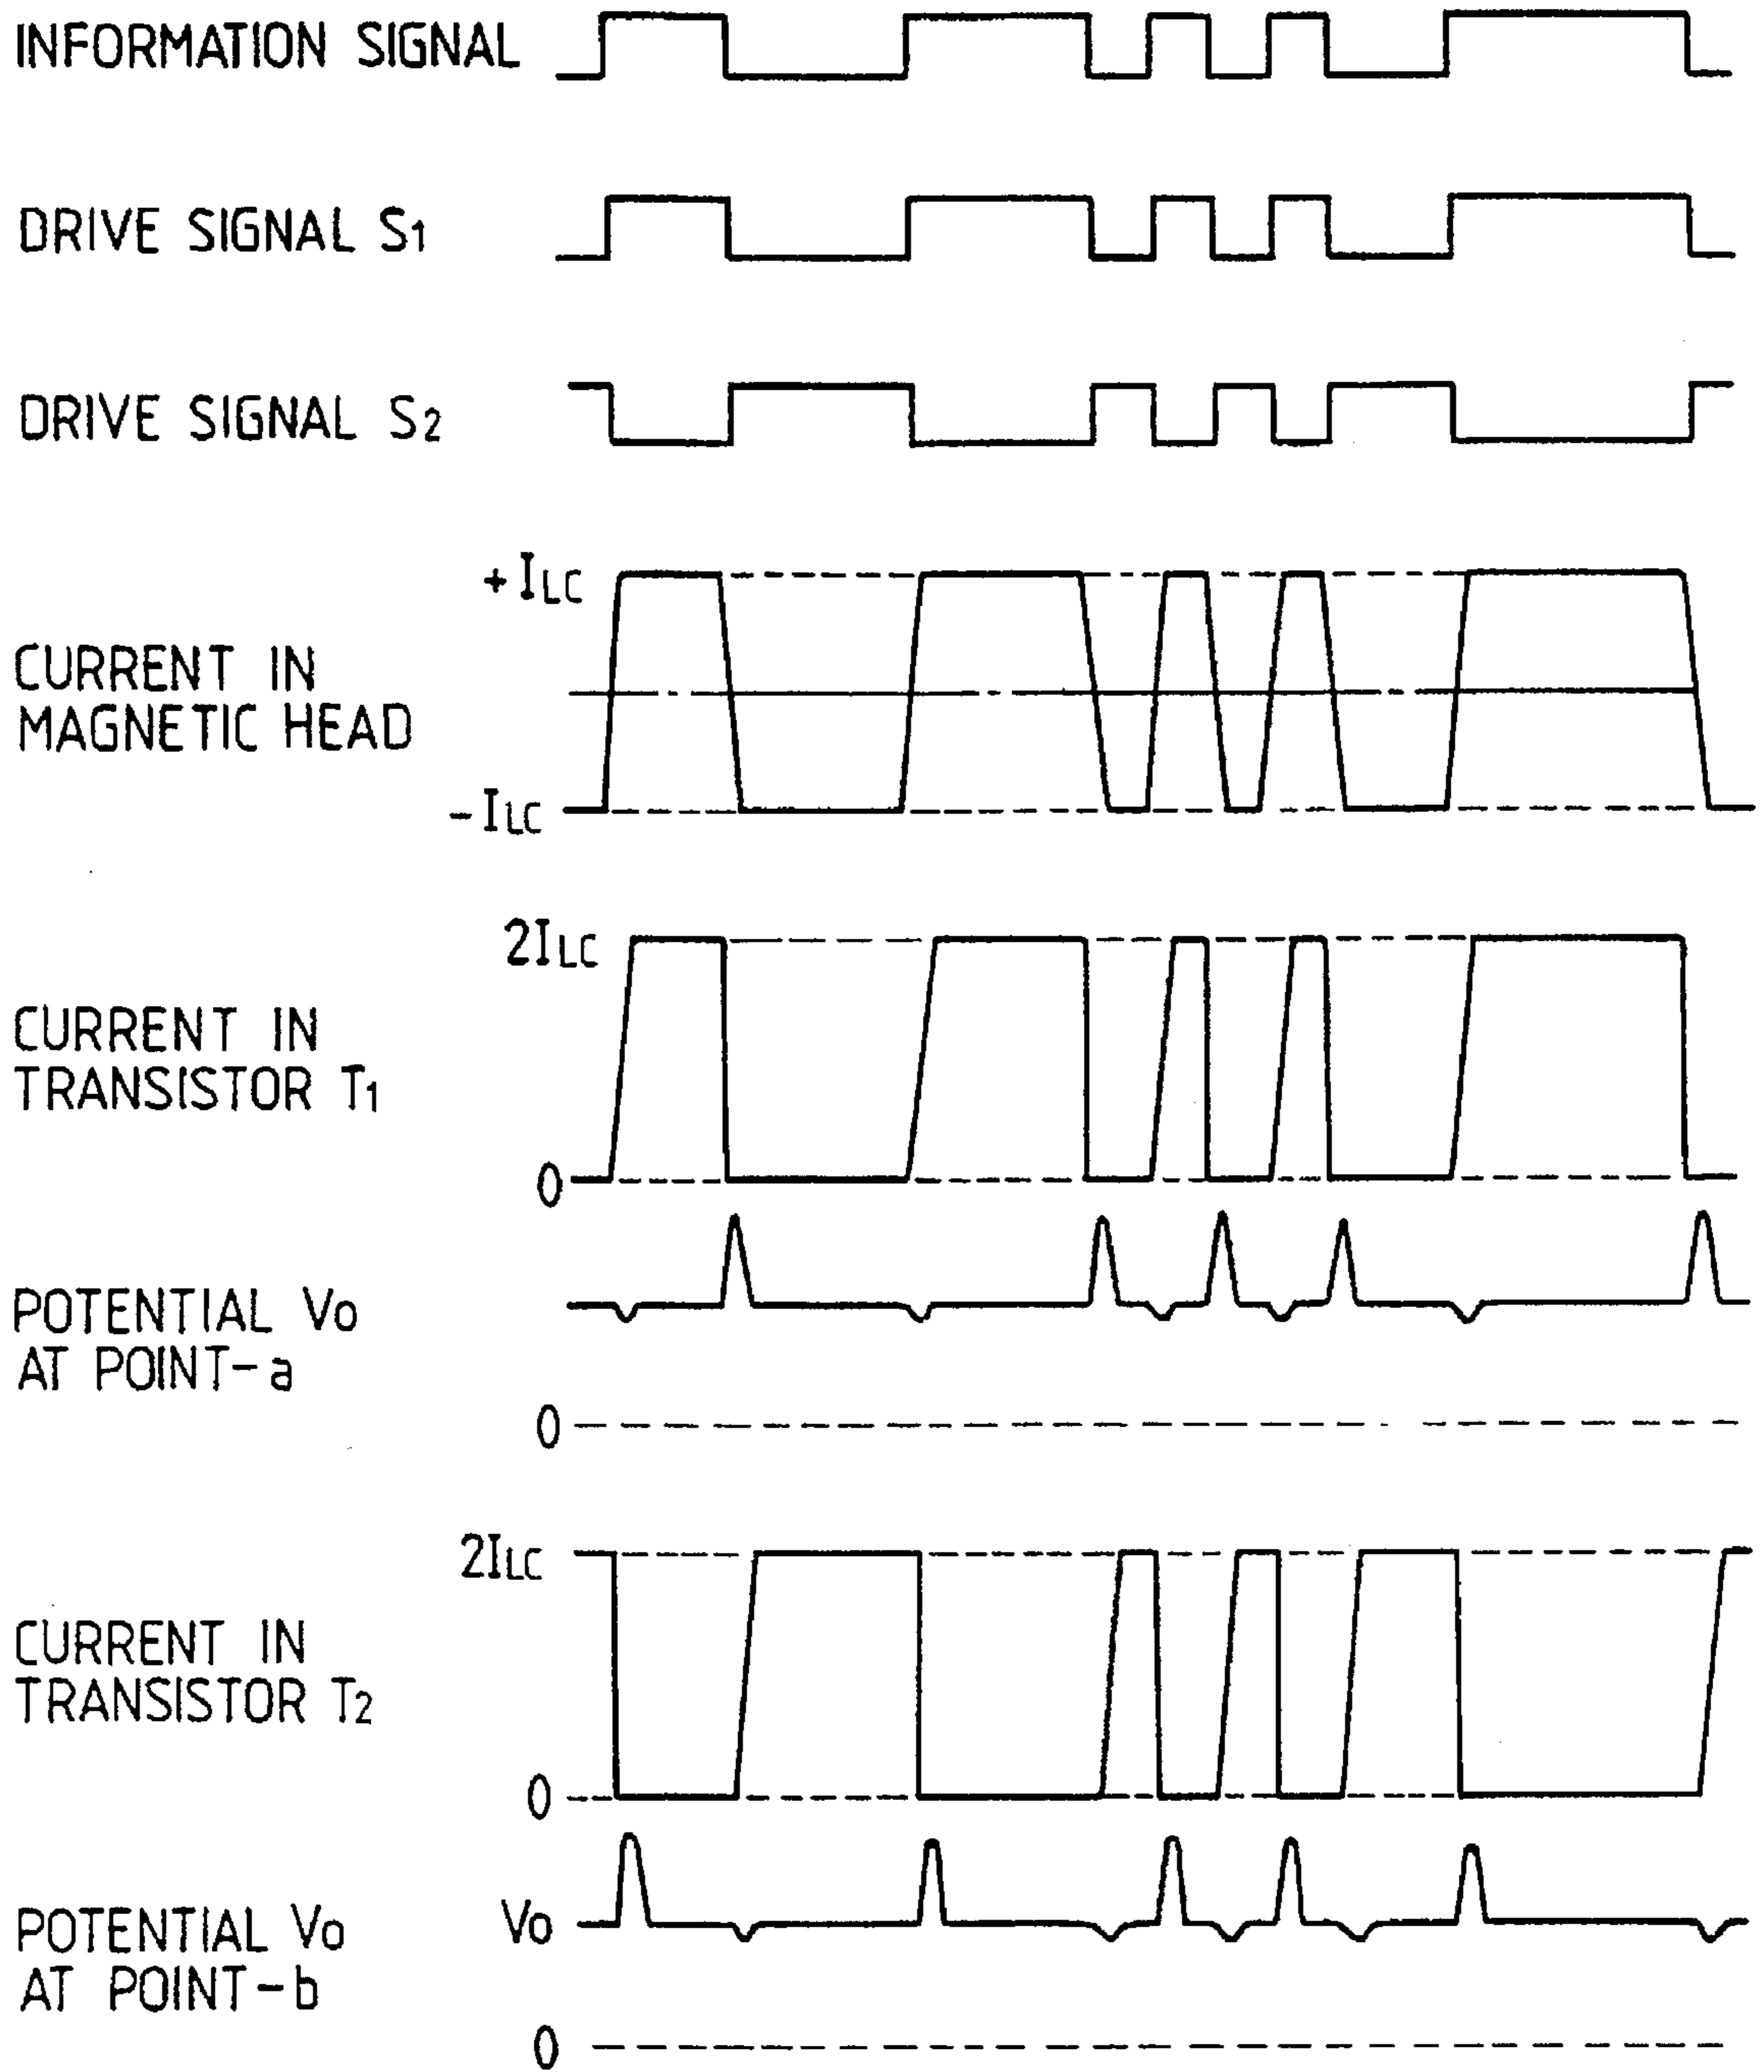 INFORMATION SIGNAL
DRIVE SIGNAL S1
DRIVE SIGNAL S2
+ILC
CURRENT IN
MAGNETIC HEAD
-ILC
2ILC
CURRENT IN
TRANSISTOR T1
0
POTENTIAL Vo
AT POINT-a
0
2ILC
CURRENT IN
TRANSISTOR T2
0
POTENTIAL Vo
Vo
AT POINT-b
0